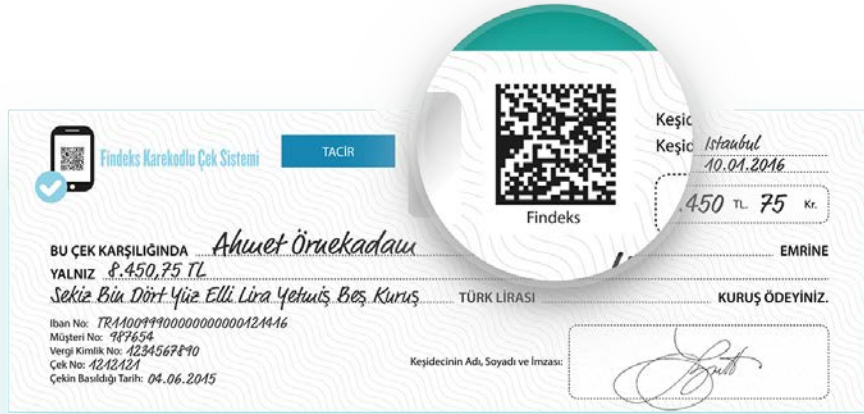 Findeks Karekodlu Çek Sistemi
TACİR
Findeks
Keşid
Keşid Istanbul
10.01.2016
.450 TL. 75 Kr.
BU ÇEK KARŞILIĞINDA Ahmet Örnekadam EMRİNE
YALNIZ 8.450,75 TL
Sekiz Bin Dört Yüz Elli Lira Yetmiş Beş Kuruş TÜRK LİRASI KURUŞ ÖDEYİNİZ.
Iban No: TR110099900000000000121416
Müşteri No: 987654
Vergi Kimlik No: 1234567890
Çek No: 1212121
Çekin Basıldığı Tarih: 04.06.2015
Keşidecinin Adı, Soyadı ve İmzası: